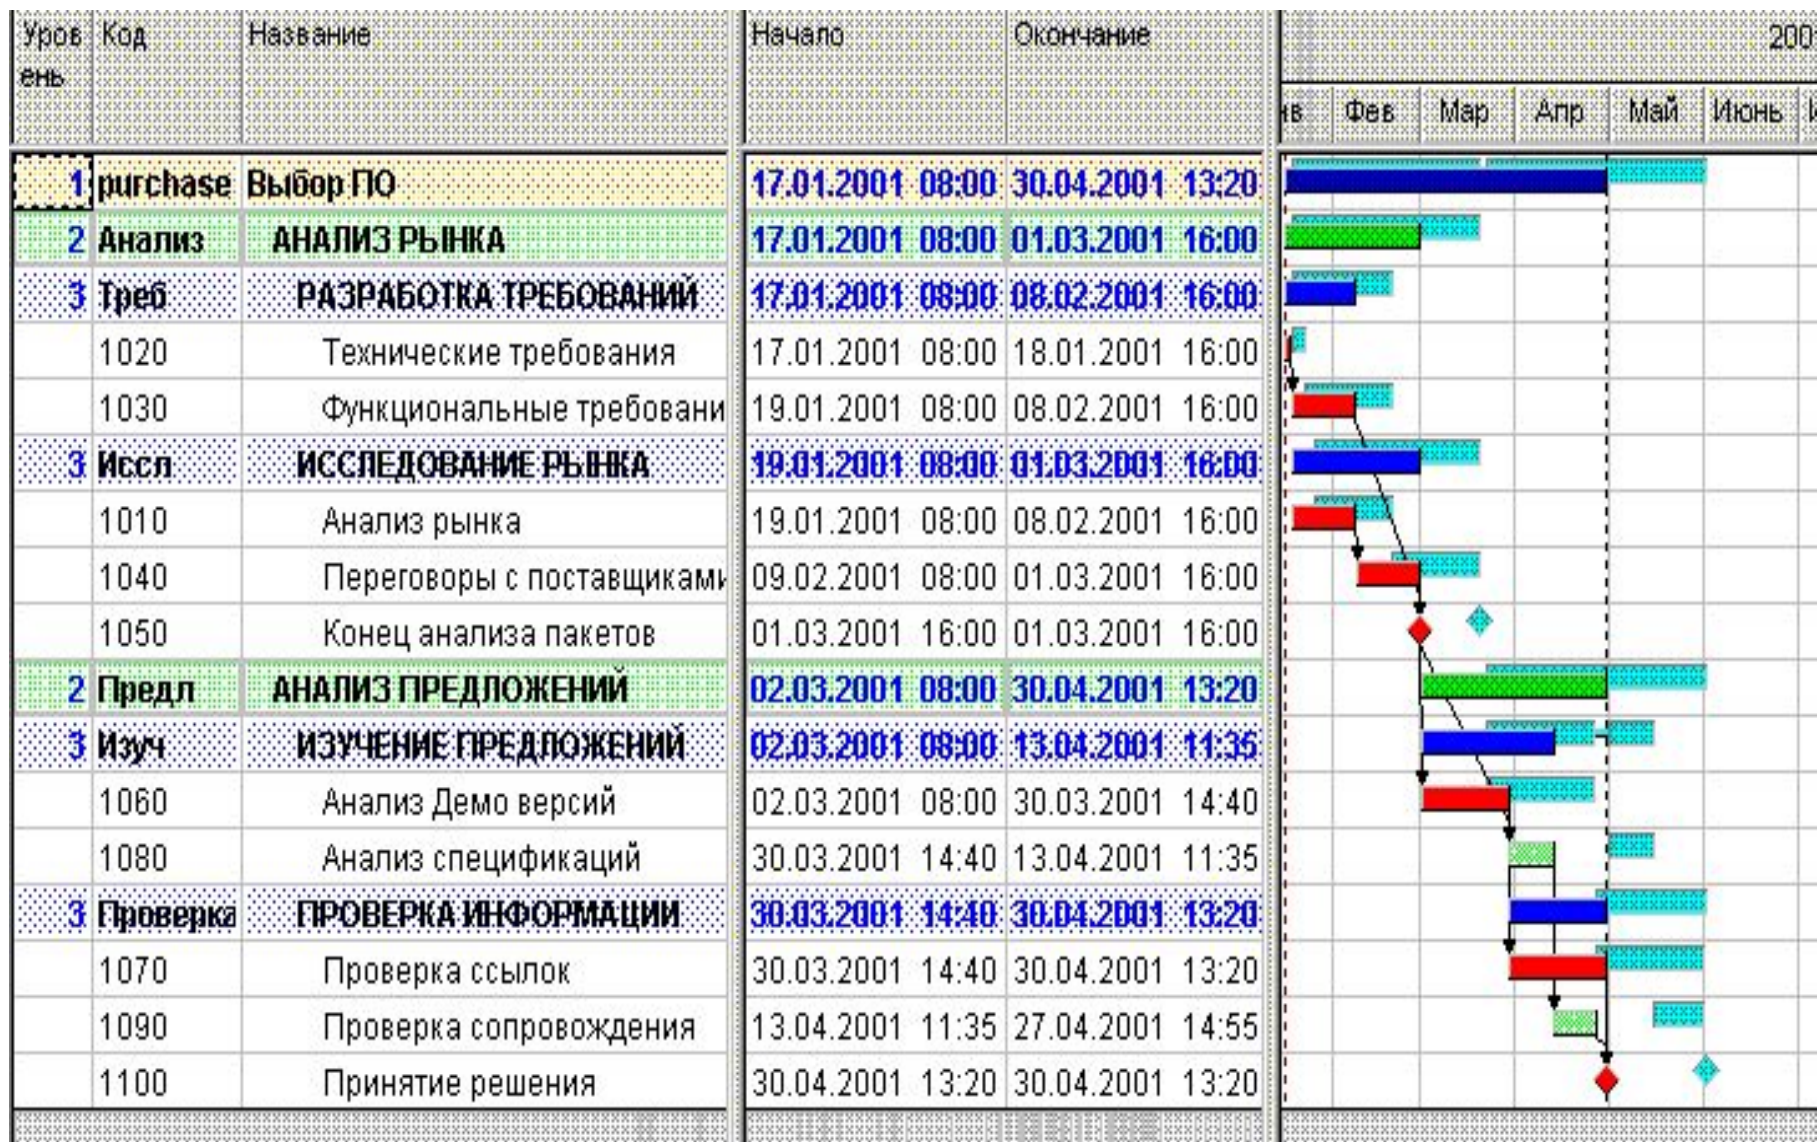 Уров Код Название Начало Окончание 2001
ень
нв Фев Мар Апр Май Июнь
1 purchase Выбор ПО 17.01.2001 08:00 30.04.2001 13:20
2 Анализ АНАЛИЗ РЫНКА 17.01.2001 08:00 01.03.2001 16:00
3 Треб РАЗРАБОТКА ТРЕБОВАНИЙ 17.01.2001 08:00 08.02.2001 16:00
1020 Технические требования 17.01.2001 08:00 18.01.2001 16:00
1030 Функциональные требовани 19.01.2001 08:00 08.02.2001 16:00
3 Иссл ИССЛЕДОВАНИЕ РЫНКА 19.01.2001 08:00 01.03.2001 16:00
1010 Анализ рынка 19.01.2001 08:00 08.02.2001 16:00
1040 Переговоры с поставщиками 09.02.2001 08:00 01.03.2001 16:00
1050 Конец анализа пакетов 01.03.2001 16:00 01.03.2001 16:00
2 Предл АНАЛИЗ ПРЕДЛОЖЕНИЙ 02.03.2001 08:00 30.04.2001 13:20
3 Изуч ИЗУЧЕНИЕ ПРЕДЛОЖЕНИЙ 02.03.2001 08:00 13.04.2001 11:35
1060 Анализ Демо версий 02.03.2001 08:00 30.03.2001 14:40
1080 Анализ спецификаций 30.03.2001 14:40 13.04.2001 11:35
3 Проверка ПРОВЕРКА ИНФОРМАЦИИ 30.03.2001 14:40 30.04.2001 13:20
1070 Проверка ссылок 30.03.2001 14:40 30.04.2001 13:20
1090 Проверка сопровождения 13.04.2001 11:35 27.04.2001 14:55
1100 Принятие решения 30.04.2001 13:20 30.04.2001 13:20